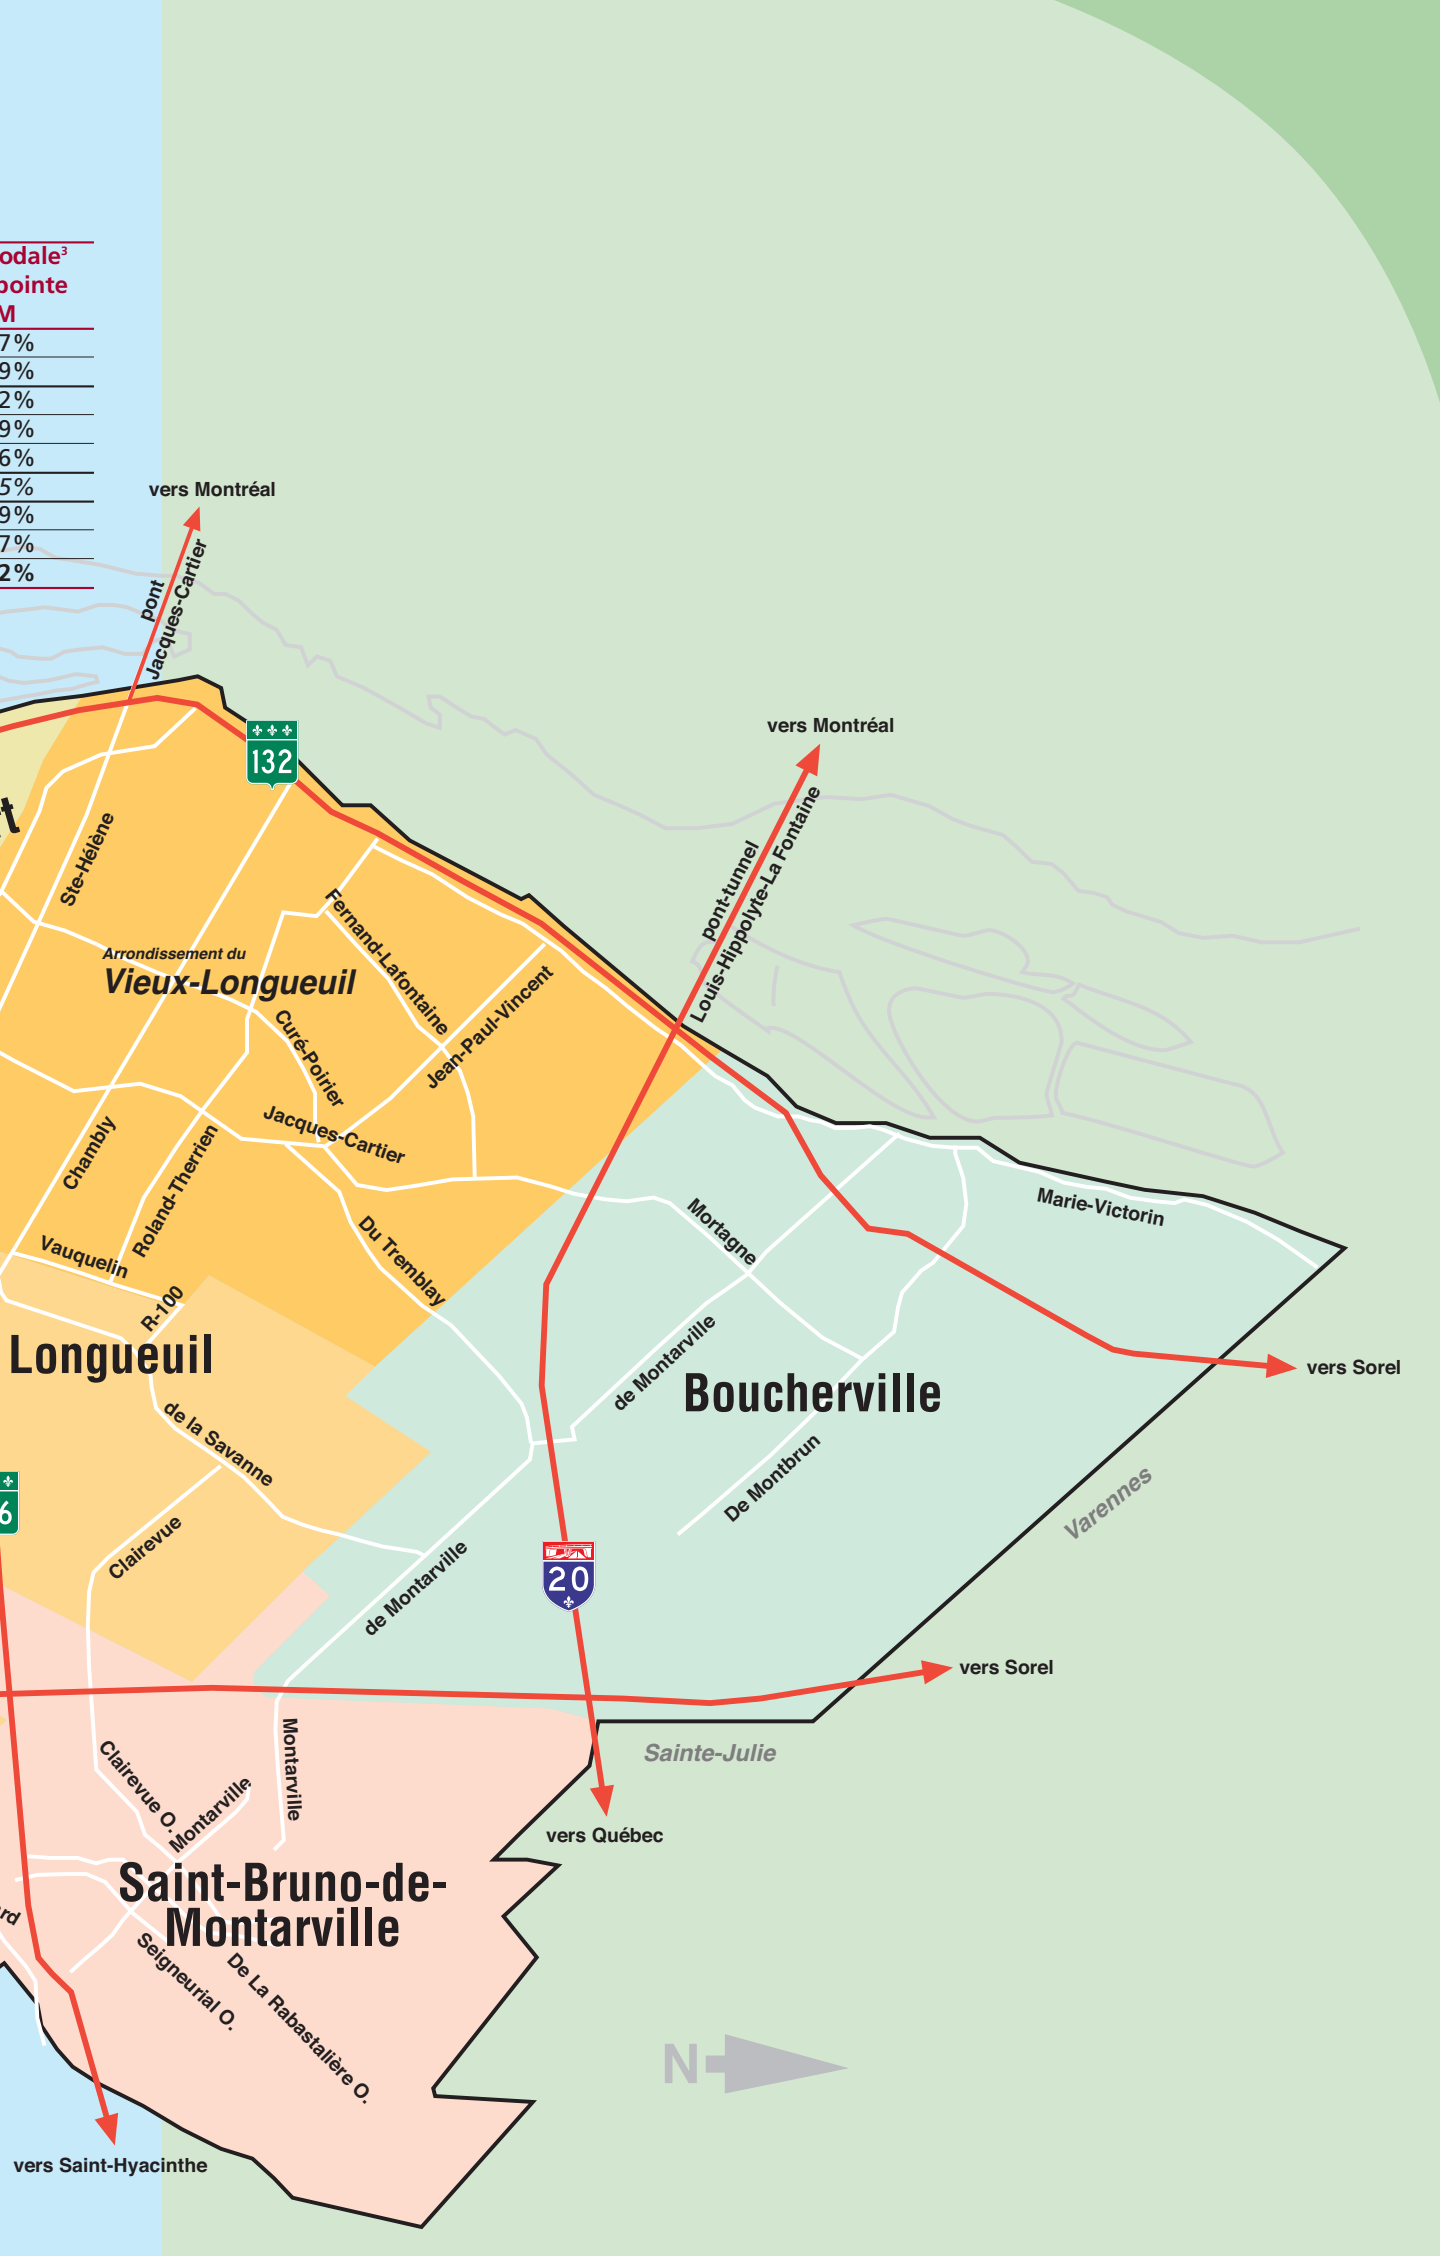 odale³
pointe
M
7%
9%
2%
9%
6%
5%
9%
7%
2%
vers Montréal
pont
Jacques-Cartier
132
vers Montréal
pont-tunnel
Louis-Hippolyte-La Fontaine
t
Ste-Hélène
Fernand-Lafontaine
Arrondissement du
Vieux-Longueuil
Jean-Paul-Vincent
Curé-Poirier
Jacques-Cartier
Chambly
Roland-Therrien
Marie-Victorin
Mortagne
Vauquelin
Du Tremblay
R-100
Longueuil
de Montarville
Boucherville
vers Sorel
de la Savanne
De Montbrun
Varennes
6
Clairevue
de Montarville
20
vers Sorel
Sainte-Julie
Montarville
Clairevue O.
Montarville
vers Québec
Saint-Bruno-de-
Montarville
rd
Seigneurial O.
De La Rabastalière O.
N
vers Saint-Hyacinthe